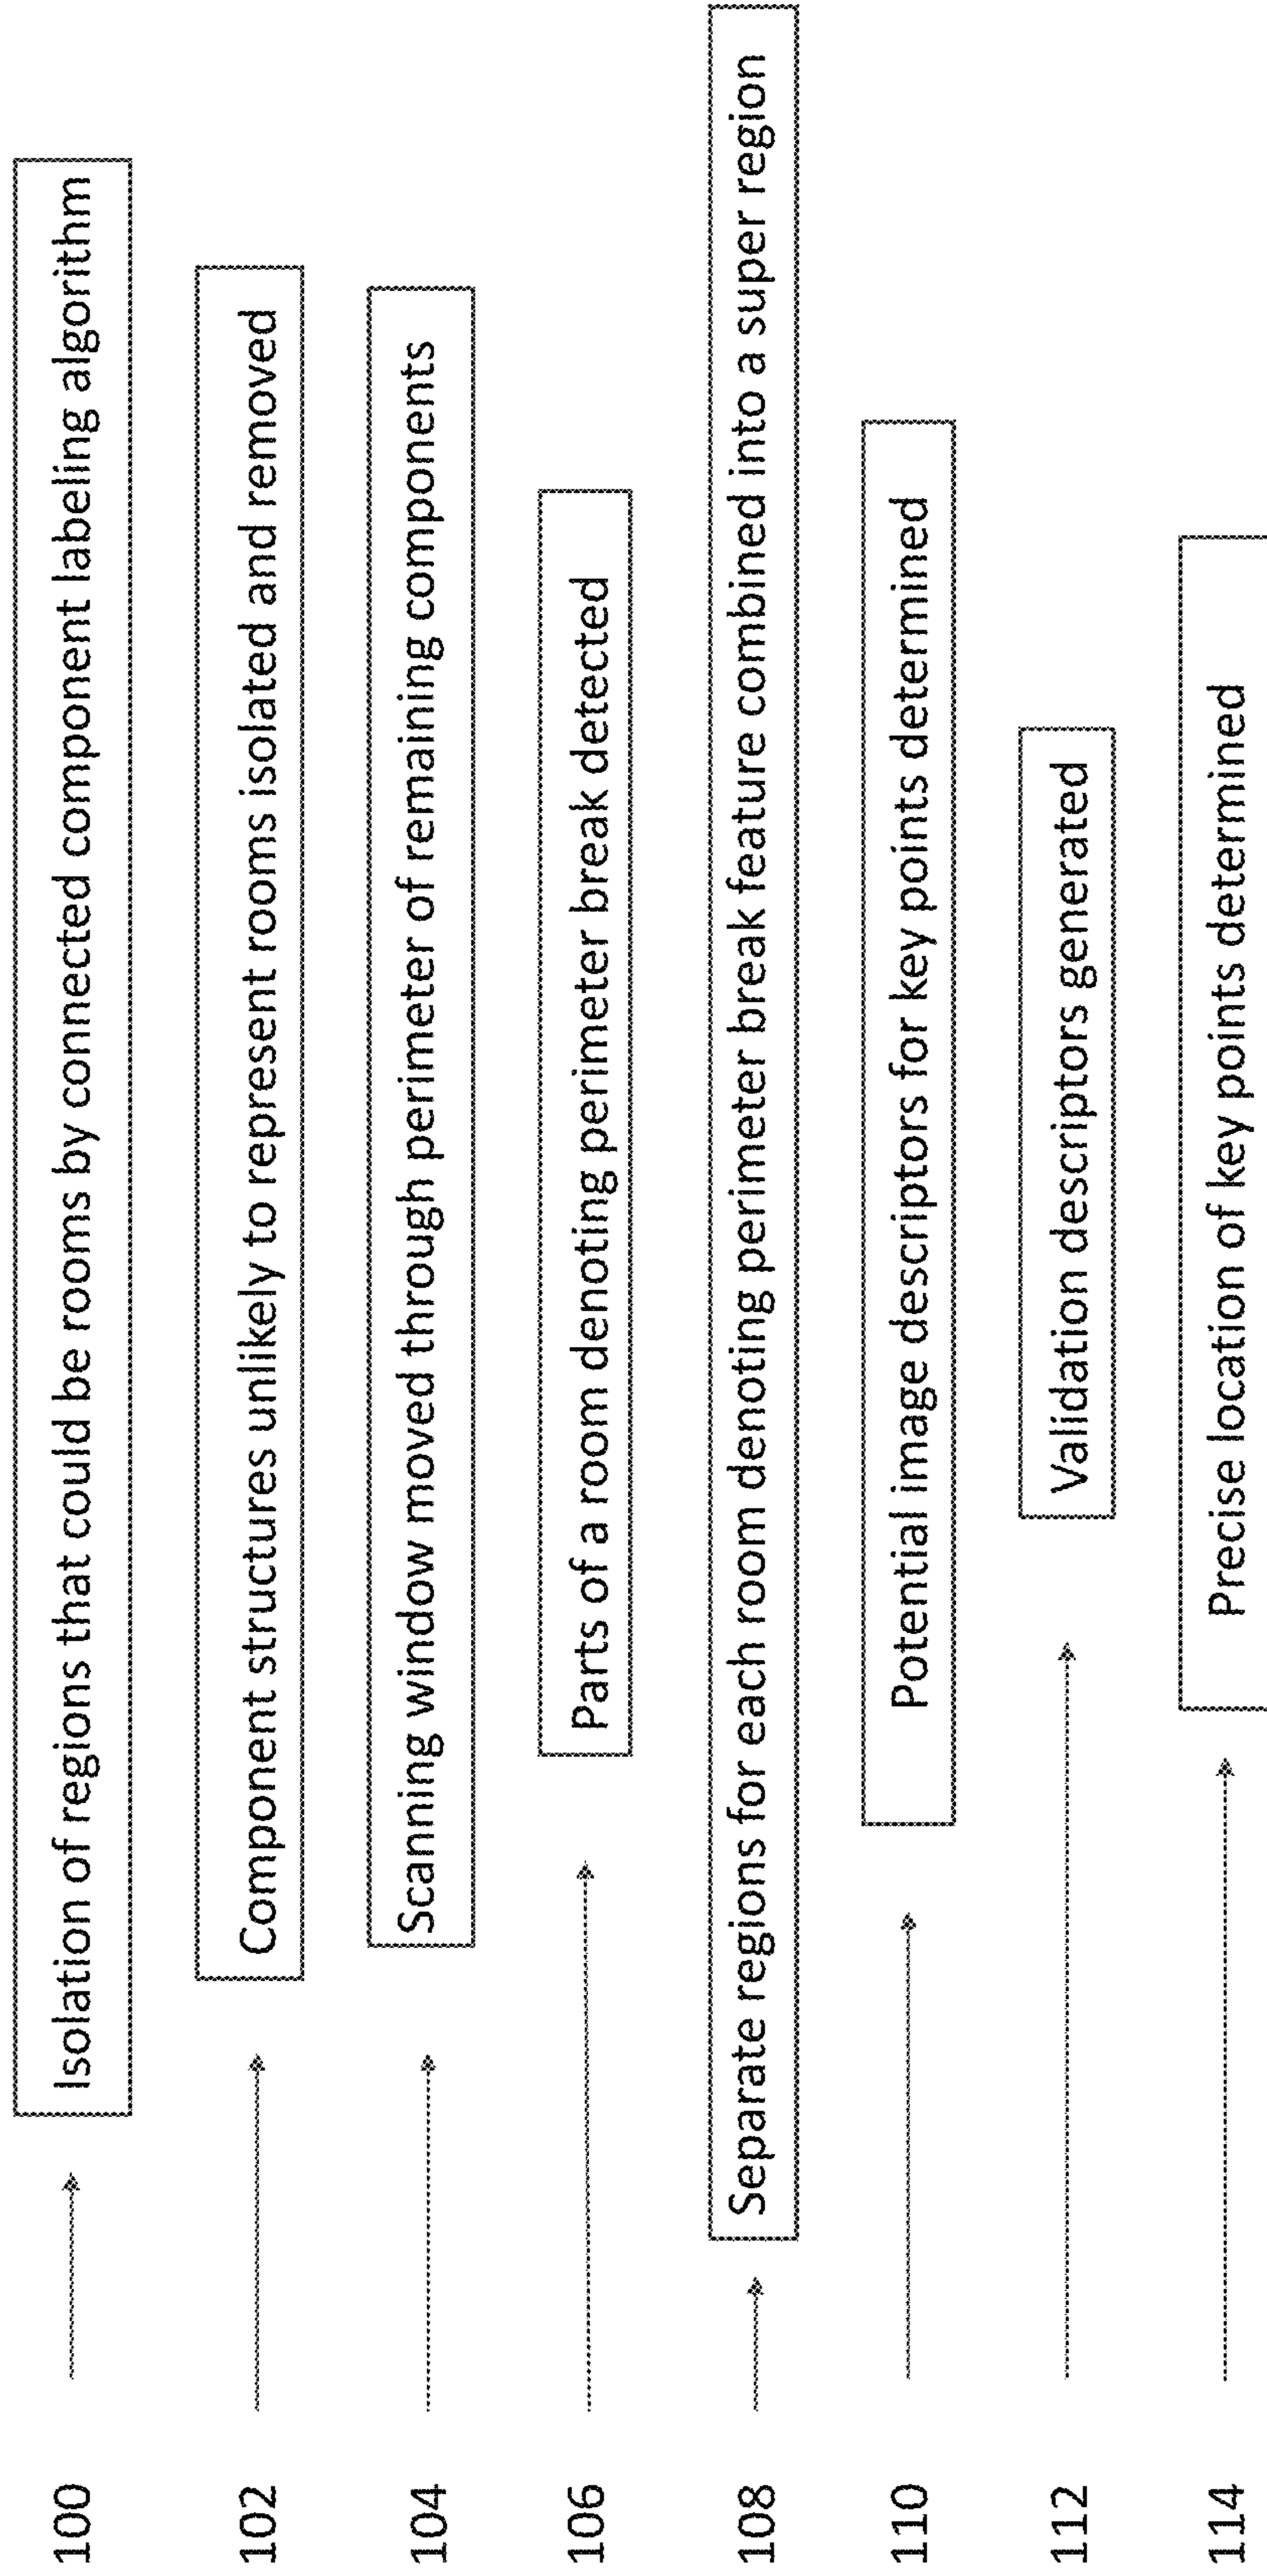 100 Isolation of regions that could be rooms by connected component labeling algorithm
102 Component structures unlikely to represent rooms isolated and removed
104 Scanning window moved through perimeter of remaining components
106 Parts of a room denoting perimeter break detected
108 Separate regions for each room denoting perimeter break feature combined into a super region
110 Potential image descriptors for key points determined
112 Validation descriptors generated
114 Precise location of key points determined